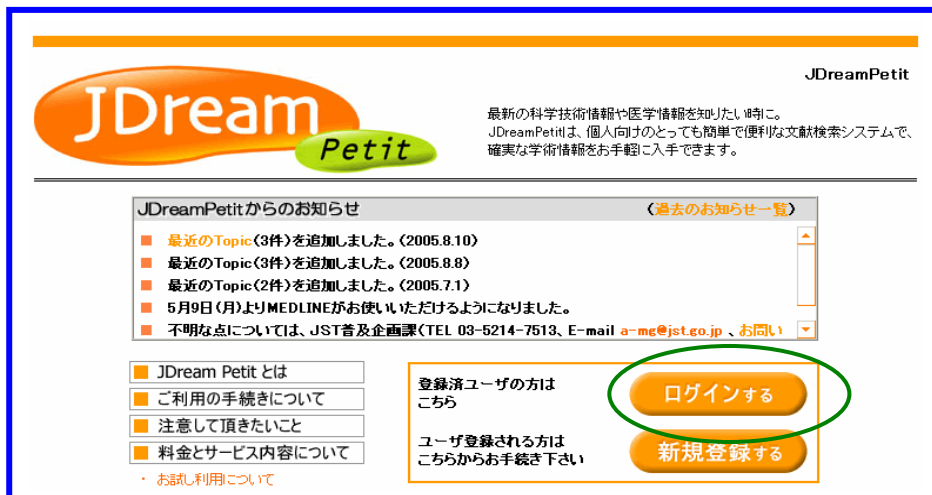 JDreamPetit
JDream
Petit
最新の科学技術情報や医学情報を知りたい時に。
JDreamPetitは、個人向けのとっても簡単で便利な文献検索システムで、
確実な学術情報をお手軽に入手できます。
JDreamPetitからのお知らせ (過去のお知らせ一覧)
最近のTopic(3件)を追加しました。(2005.8.10)
最近のTopic(3件)を追加しました。(2005.8.8)
最近のTopic(2件)を追加しました。(2005.7.1)
5月9日(月)よりMEDLINEがお使いいただけるようになりました。
不明な点については、JST普及企画課(TEL 03-5214-7513、E-mail a-mg@jst.go.jp 、お問い
JDream Petit とは
ご利用の手続きについて
注意して頂きたいこと
料金とサービス内容について
・ お試し利用について
登録済ユーザの方は
こちら
ログインする
ユーザ登録される方は
こちらからお手続き下さい
新規登録する